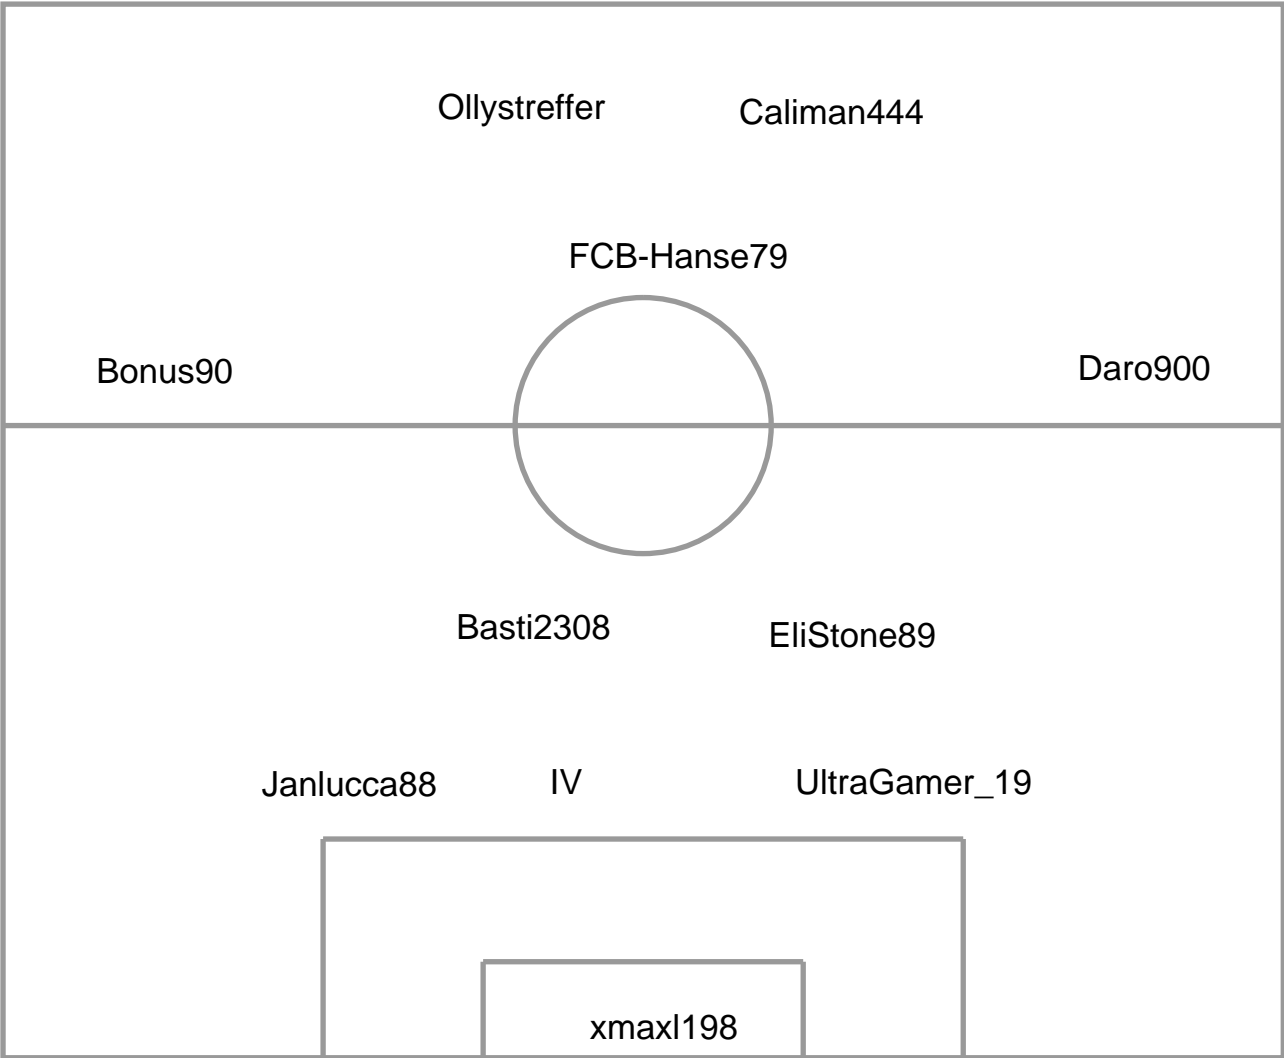 Ollystreffer Caliman444
FCB-Hanse79
Bonus90 Daro900
Basti2308 EliStone89
Janlucca88 IV UltraGamer_19
xmaxl198